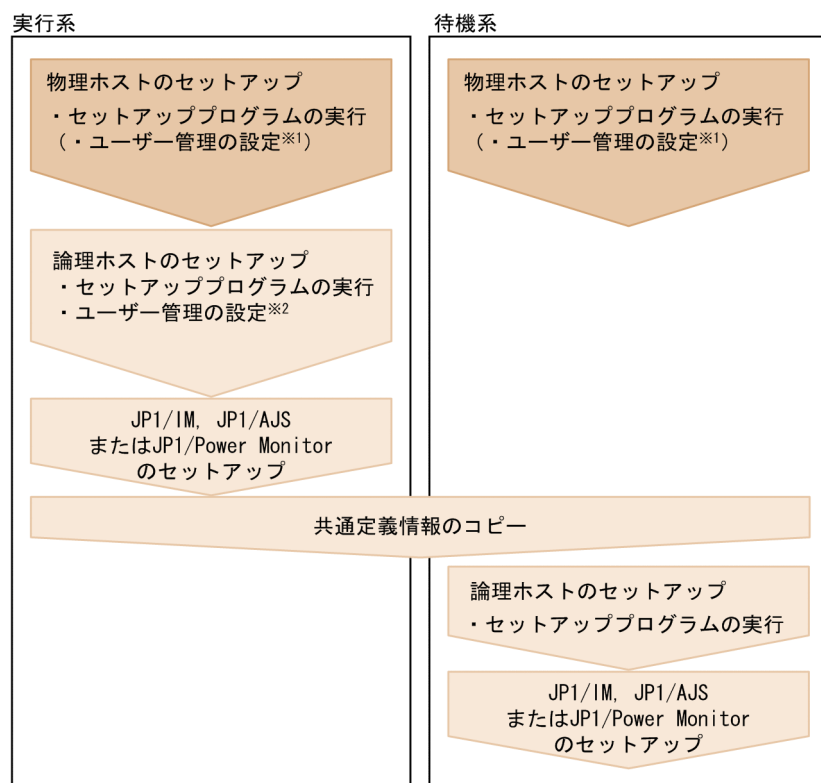 実行系
物理ホストのセットアップ
・セットアッププログラムの実行
(・ユーザー管理の設定※1)
論理ホストのセットアップ
・セットアッププログラムの実行
・ユーザー管理の設定※2
JP1/IM, JP1/AJS
またはJP1/Power Monitor
のセットアップ
待機系
物理ホストのセットアップ
・セットアッププログラムの実行
(・ユーザー管理の設定※1)
共通定義情報のコピー
論理ホストのセットアップ
・セットアッププログラムの実行
JP1/IM, JP1/AJS
またはJP1/Power Monitor
のセットアップ